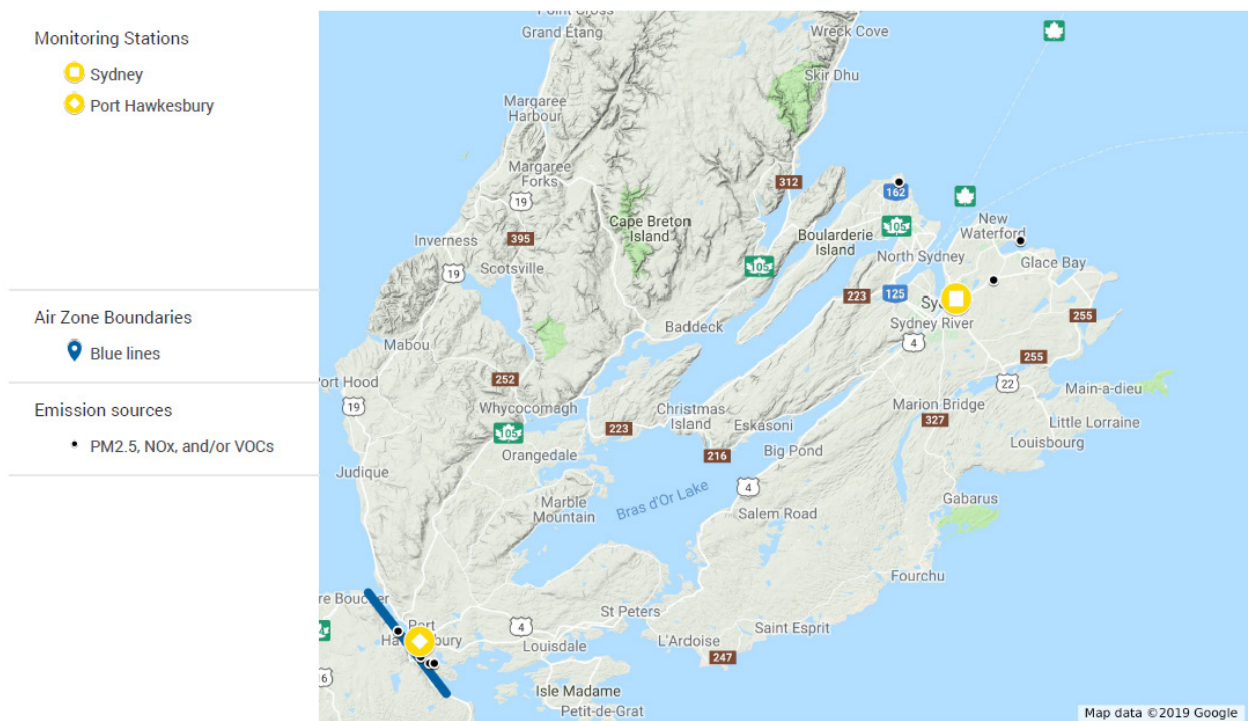 Monitoring Stations
Sydney
Port Hawkesbury
Air Zone Boundaries
Blue lines
Emission sources
PM2.5, NOx, and/or VOCs
Grand Étang
Wreck Cove
Skir Dhu
Margaree
Harbour
Margaree
Forks
312
162
19
Cape Breton
Island
New
Waterford
395
Boularderie
Island
105
Inverness
North Sydney
Glace Bay
19
Scotsville
105
223
125
Sydney River
255
Baddeck
4
Mabou
255
252
22
Main-a-dieu
Port Hood
19
Whycocomagh
Christmas
Island
Marion Bridge
327
Little Lorraine
105
223
Eskasoni
Louisbourg
Orangedale
216
Big Pond
Judique
4
Marble
Mountain
Bras d'Or Lake
Salem Road
Gabarus
Fourchu
St Peters
4
Saint Esprit
Louisdale
L'Ardoise
247
16
Isle Madame
Petit-de-Grat
Map data ©2019 Google